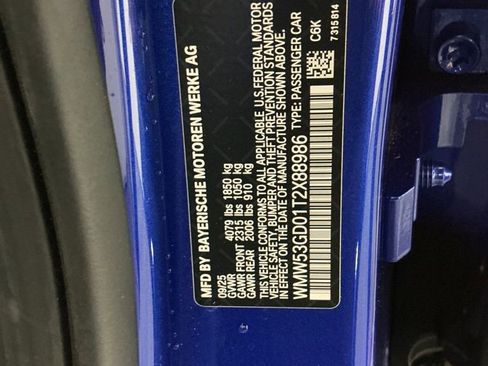 MFD BY BAYERISCHE MOTOREN WERKE AG
09/25
GVWR 4079 lbs 1850 kg
GAWR FRONT 2315 lbs 1050 kg
GAWR REAR 2006 lbs 910 kg
THIS VEHICLE CONFORMS TO ALL APPLICABLE U.S. FEDERAL MOTOR
VEHICLE SAFETY, BUMPER AND THEFT PREVENTION STANDARDS
IN EFFECT ON THE DATE OF MANUFACTURE SHOWN ABOVE.
WMW53GD01T2X88986 TYPE: PASSENGER CAR
C6K
7315814